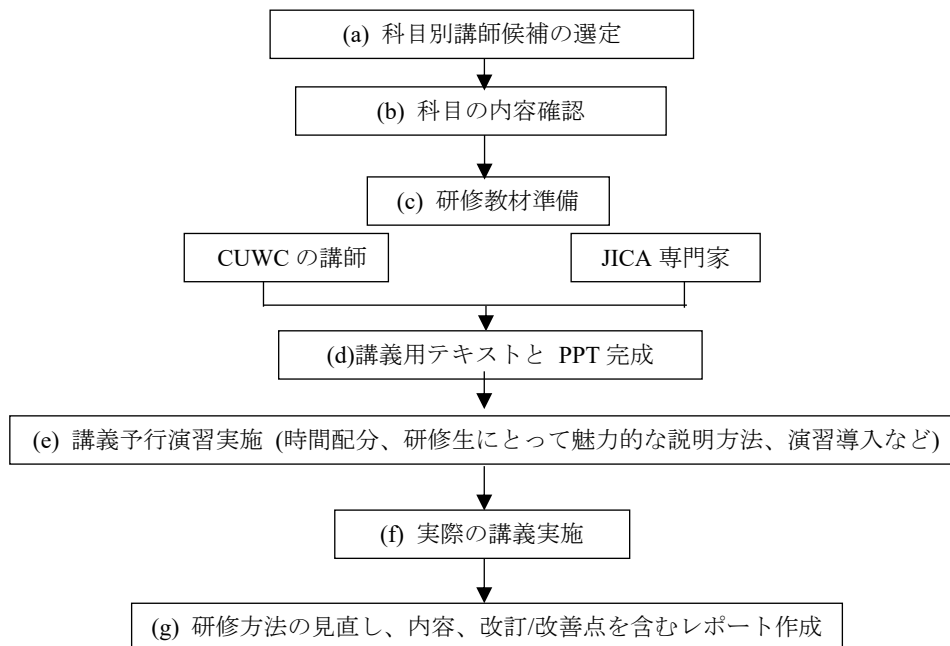 (a) 科目別講師候補の選定
(b) 科目の内容確認
(c) 研修教材準備
CUWC の講師
JICA 専門家
(d)講義用テキストと PPT 完成
(e) 講義予行演習実施 (時間配分、研修生にとって魅力的な説明方法、演習導入など)
(f) 実際の講義実施
(g) 研修方法の見直し、内容、改訂/改善点を含むレポート作成